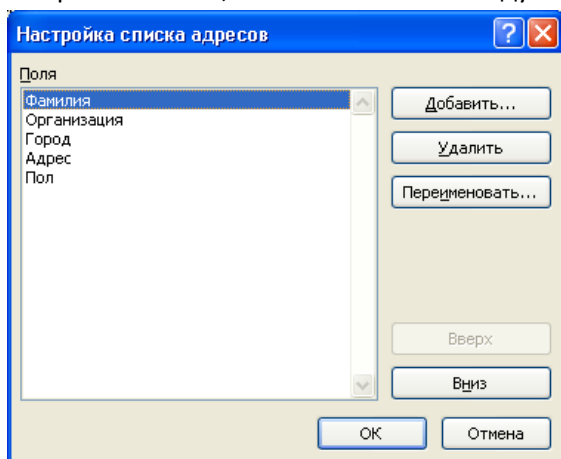 Настройка списка адресов
Поля
Фамилия
Организация
Город
Адрес
Пол
Добавить...
Удалить
Переименовать...
Вверх
Вниз
ОК
Отмена